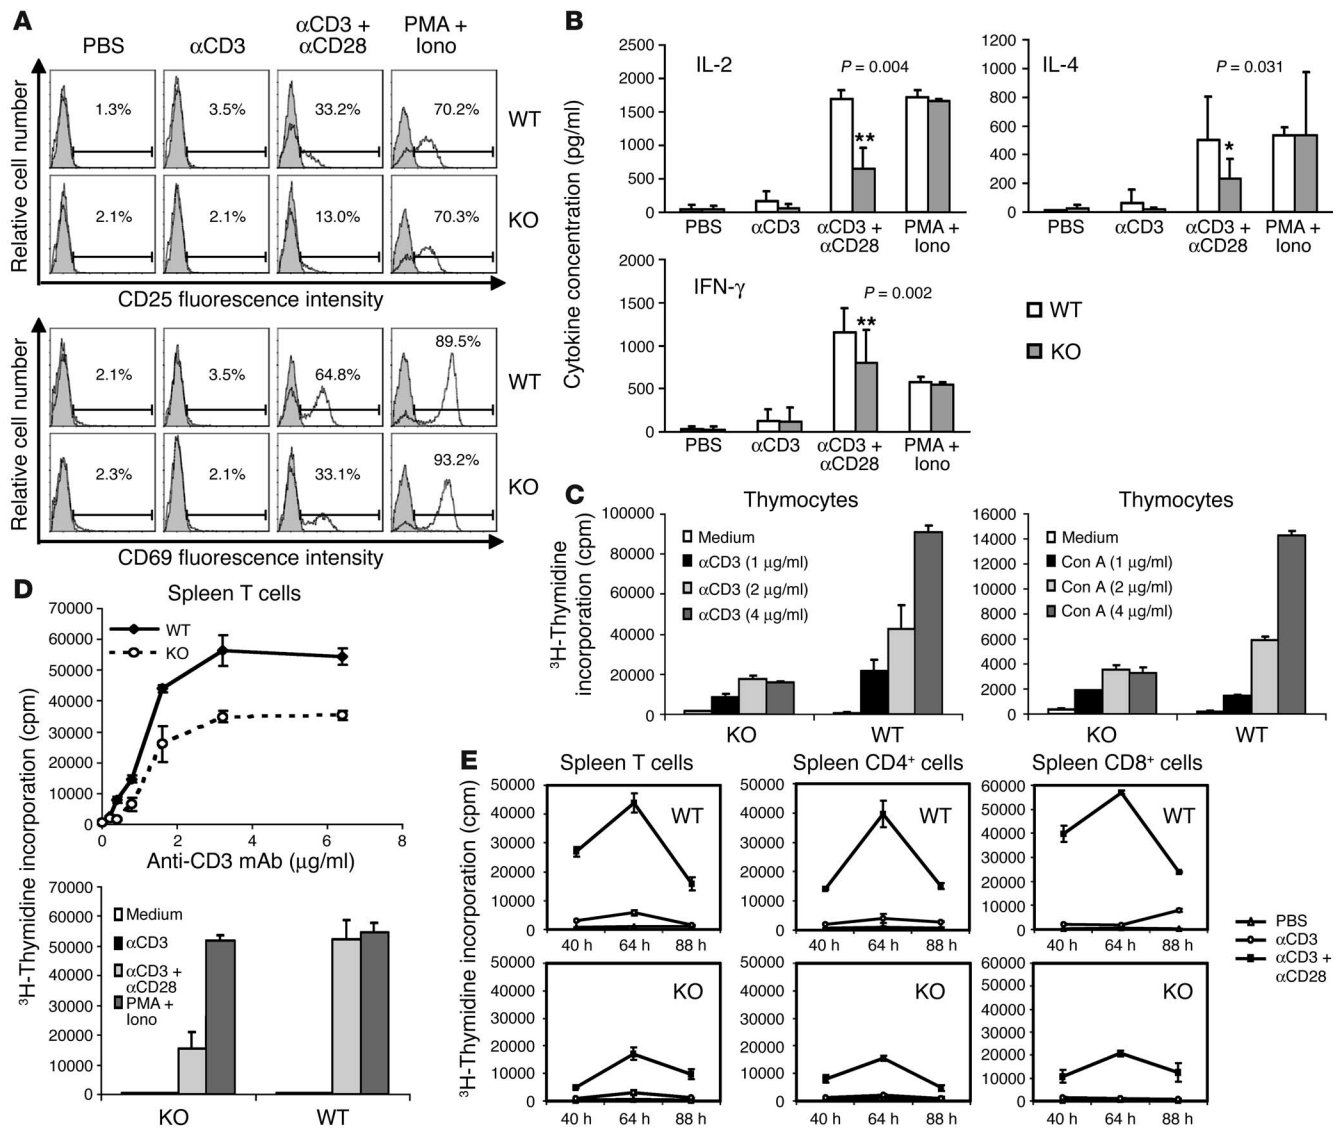 A
PBS
αCD3
αCD3 +
αCD28
PMA +
Iono
Relative cell number
1.3%
3.5%
33.2%
70.2%
WT
2.1%
2.1%
13.0%
70.3%
KO
CD25 fluorescence intensity
Relative cell number
2.1%
3.5%
64.8%
89.5%
WT
2.3%
2.1%
33.1%
93.2%
KO
CD69 fluorescence intensity
B
Cytokine concentration (pg/ml)
2500
2000
1500
1000
500
0
IL-2
P = 0.004
**
PBS
αCD3
αCD3 +
αCD28
PMA +
Iono
1200
1000
800
600
400
200
0
IL-4
P = 0.031
*
PBS
αCD3
αCD3 +
αCD28
PMA +
Iono
2000
1500
1000
500
0
IFN-γ
P = 0.002
**
PBS
αCD3
αCD3 +
αCD28
PMA +
Iono
WT
KO
C
Thymocytes
³H-Thymidine
incorporation (cpm)
100000
80000
60000
40000
20000
0
Medium
αCD3 (1 μg/ml)
αCD3 (2 μg/ml)
αCD3 (4 μg/ml)
KO
WT
Thymocytes
16000
14000
12000
10000
8000
6000
4000
2000
0
Medium
Con A (1 μg/ml)
Con A (2 μg/ml)
Con A (4 μg/ml)
KO
WT
D
Spleen T cells
³H-Thymidine incorporation (cpm)
70000
60000
50000
40000
30000
20000
10000
0
WT
KO
0
2
4
6
8
Anti-CD3 mAb (μg/ml)
70000
60000
50000
40000
30000
20000
10000
0
Medium
αCD3
αCD3 +
αCD28
PMA +
Iono
KO
WT
E
³H-Thymidine incorporation (cpm)
Spleen T cells
50000
40000
30000
20000
10000
0
WT
40 h
64 h
88 h
Spleen CD4⁺ cells
50000
40000
30000
20000
10000
0
WT
40 h
64 h
88 h
Spleen CD8⁺ cells
60000
50000
40000
30000
20000
10000
0
WT
40 h
64 h
88 h
50000
40000
30000
20000
10000
0
KO
40 h
64 h
88 h
50000
40000
30000
20000
10000
0
KO
40 h
64 h
88 h
60000
50000
40000
30000
20000
10000
0
KO
40 h
64 h
88 h
PBS
αCD3
αCD3 +
αCD28